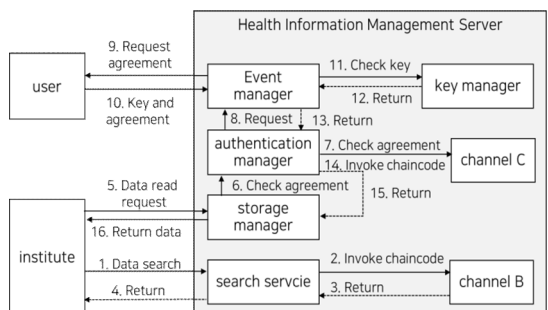 Health Information Management Server
9. Request
agreement
11. Check key
user
Event
manager
key manager
10. Key and
agreement
12. Return
8. Request
13. Return
authentication
manager
7. Check agreement
14. Invoke chaincode
channel C
5. Data read
request
6. Check agreement
15. Return
storage
manager
16. Return data
institute
1. Data search
2. Invoke chaincode
search servcie
channel B
4. Return
3. Return